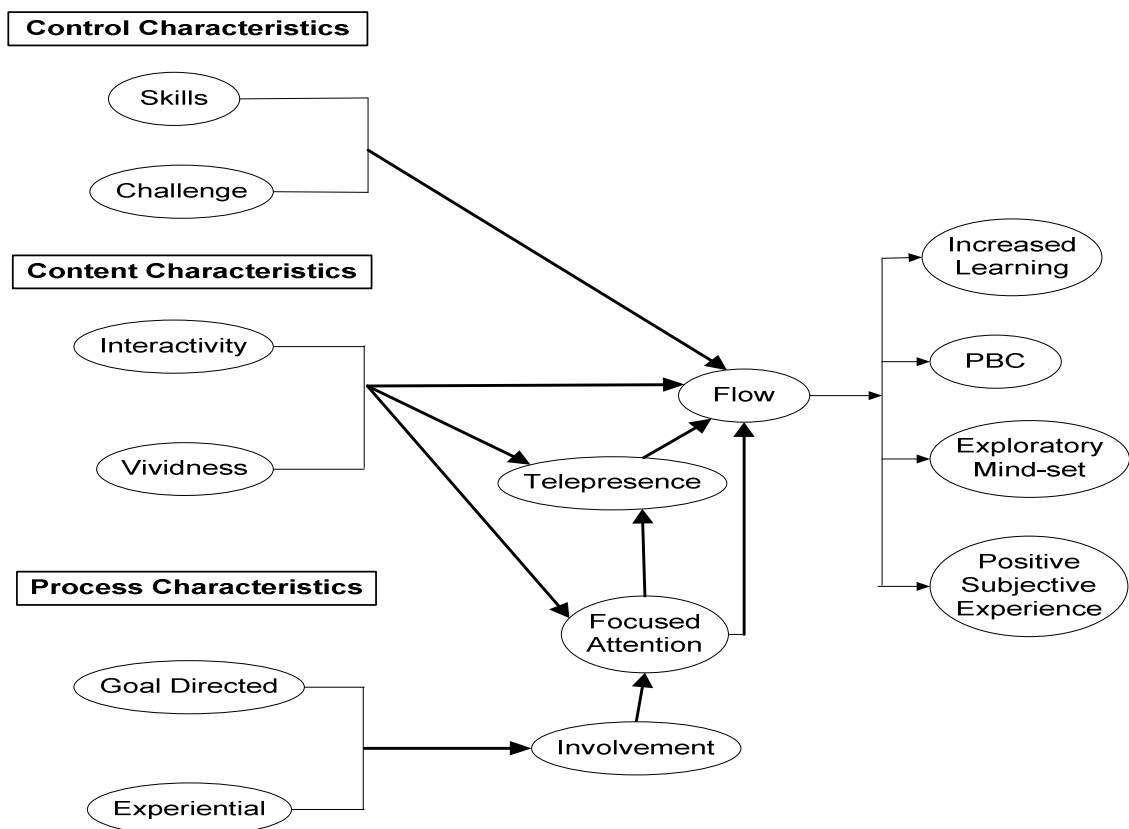 Control Characteristics
Skills
Challenge
Content Characteristics
Interactivity
Vividness
Process Characteristics
Goal Directed
Experiential
Telepresence
Focused
Attention
Involvement
Flow
Increased
Learning
PBC
Exploratory
Mind-set
Positive
Subjective
Experience